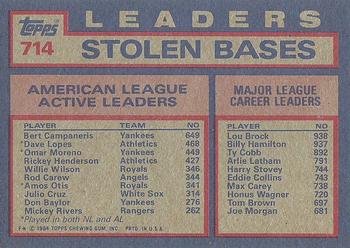 LEADERS
Topps
714
STOLEN BASES
AMERICAN LEAGUE
ACTIVE LEADERS
PLAYER TEAM NO
Bert Campaneris Yankees 649
*Dave Lopes Athletics 468
*Omar Moreno Yankees 432
Rickey Henderson Athletics 427
Willie Wilson Royals 346
*Rod Carew Angels 344
*Amos Otis Royals 340
*Julio Cruz White Sox 314
Don Baylor Yankees 276
Mickey Rivers Rangers 262
*Played in both NL and AL
MAJOR LEAGUE
CAREER LEADERS
PLAYER NO
Lou Brock 938
Billy Hamilton 937
Ty Cobb 892
Arlie Latham 791
Harry Stovey 744
Eddie Collins 743
Max Carey 738
Honus Wagner 720
Tom Brown 697
Joe Morgan 681
© 1984 TOPPS CHEWING GUM, INC. PRTD. IN U.S.A.